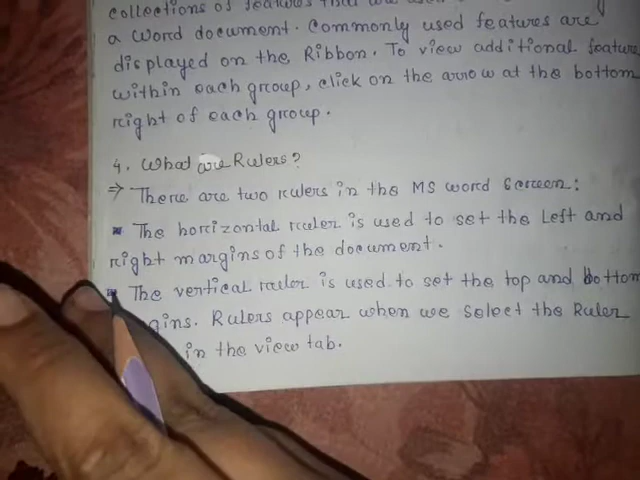 collections of features that are
a word document. Commonly used features are
displayed on the Ribbon. To view additional feature
within each group, click on the arrow at the bottom
right of each group.
4. What are Rulers?
⇒ There are two rulers in the MS word Screen:
▪ The horizontal ruler is used to set the Left and
right margins of the document.
▪ The vertical ruler is used to set the top and bottom
gins. Rulers appear when we select the Ruler
in the view tab.